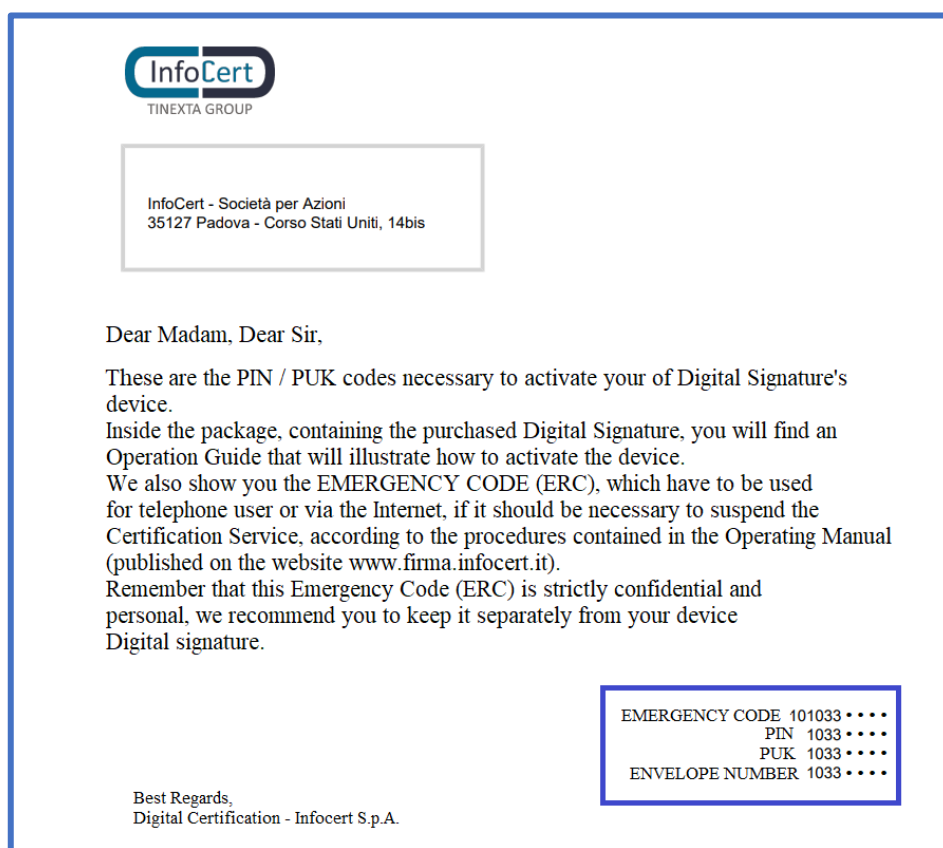 InfoCert
TINEXTA GROUP
InfoCert - Società per Azioni
35127 Padova - Corso Stati Uniti, 14bis
Dear Madam, Dear Sir,
These are the PIN / PUK codes necessary to activate your of Digital Signature's
device.
Inside the package, containing the purchased Digital Signature, you will find an
Operation Guide that will illustrate how to activate the device.
We also show you the EMERGENCY CODE (ERC), which have to be used
for telephone user or via the Internet, if it should be necessary to suspend the
Certification Service, according to the procedures contained in the Operating Manual
(published on the website www.firma.infocert.it).
Remember that this Emergency Code (ERC) is strictly confidential and
personal, we recommend you to keep it separately from your device
Digital signature.
EMERGENCY CODE 101033 • • • •
PIN 1033 • • • •
PUK 1033 • • • •
ENVELOPE NUMBER 1033 • • • •
Best Regards,
Digital Certification - Infocert S.p.A.